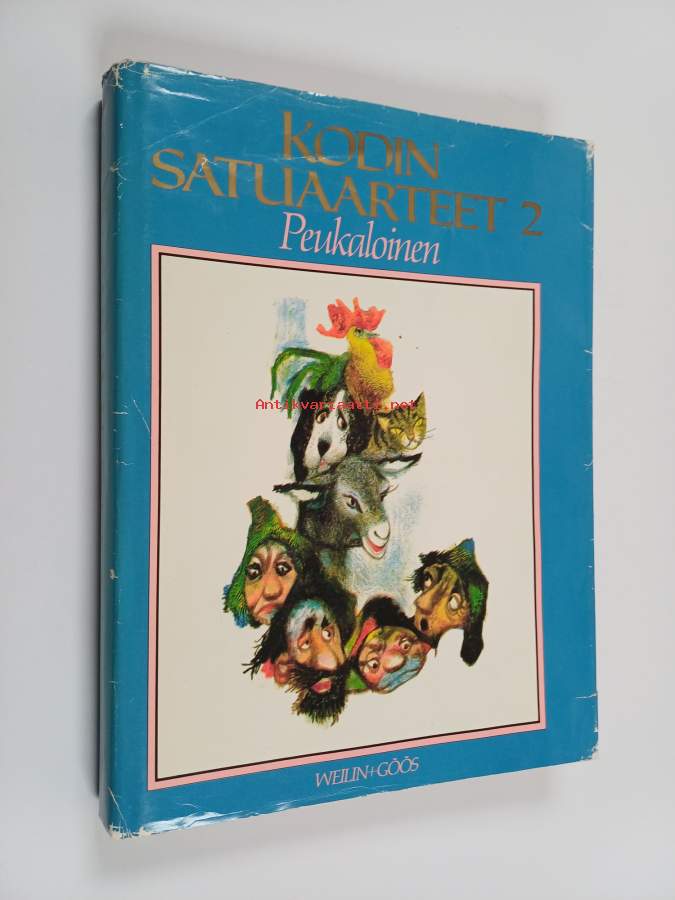 KODIN
SATUAARTEET 2
Peukaloinen
Antikvariaatti.net
WEILIN+GÖÖS